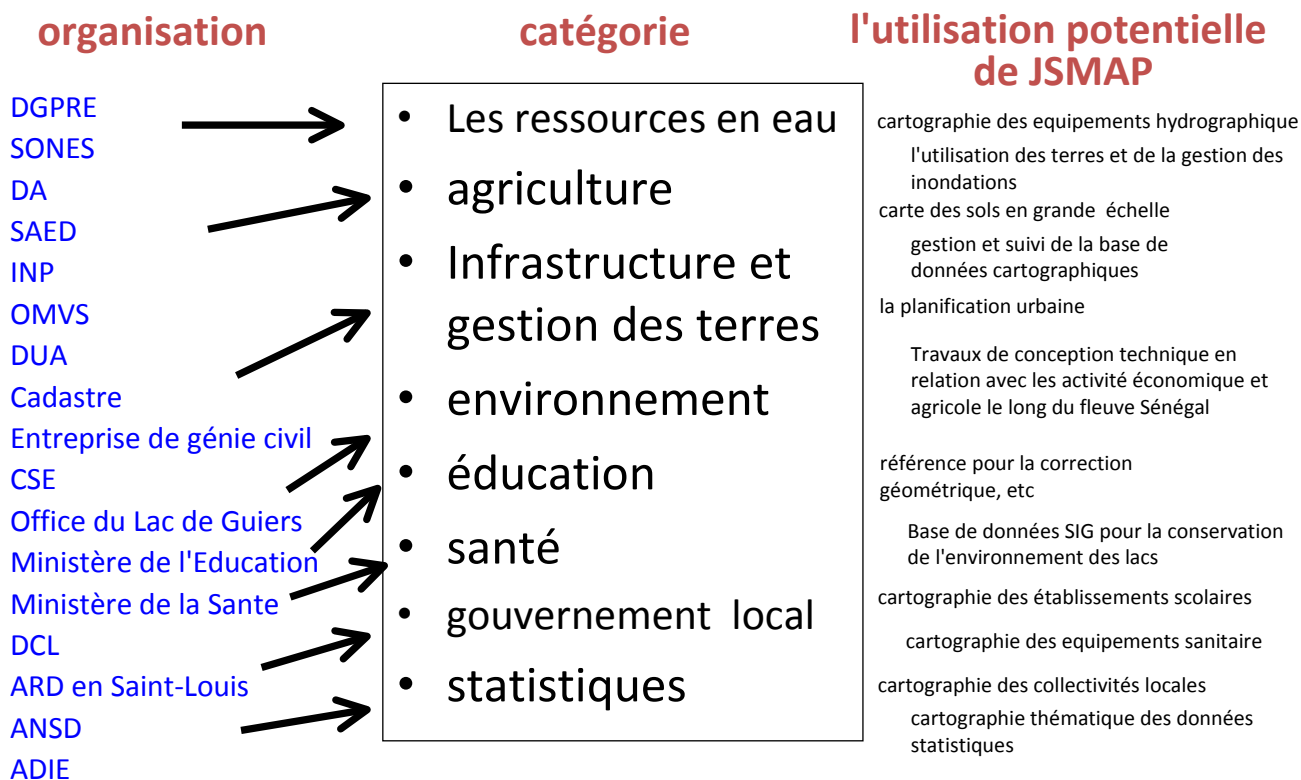 organisation
catégorie
l'utilisation potentielle
de JSMAP
DGPRE
SONES
DA
SAED
INP
OMVS
DUA
Cadastre
Entreprise de génie civil
CSE
Office du Lac de Guiers
Ministère de l'Education
Ministère de la Sante
DCL
ARD en Saint-Louis
ANSD
ADIE
• Les ressources en eau
• agriculture
• Infrastructure et
gestion des terres
• environnement
• éducation
• santé
• gouvernement local
• statistiques
cartographie des equipements hydrographique
l'utilisation des terres et de la gestion des
inondations
carte des sols en grande échelle
gestion et suivi de la base de
données cartographiques
la planification urbaine
Travaux de conception technique en
relation avec les activité économique et
agricole le long du fleuve Sénégal
référence pour la correction
géométrique, etc
Base de données SIG pour la conservation
de l'environnement des lacs
cartographie des établissements scolaires
cartographie des equipements sanitaire
cartographie des collectivités locales
cartographie thématique des données
statistiques